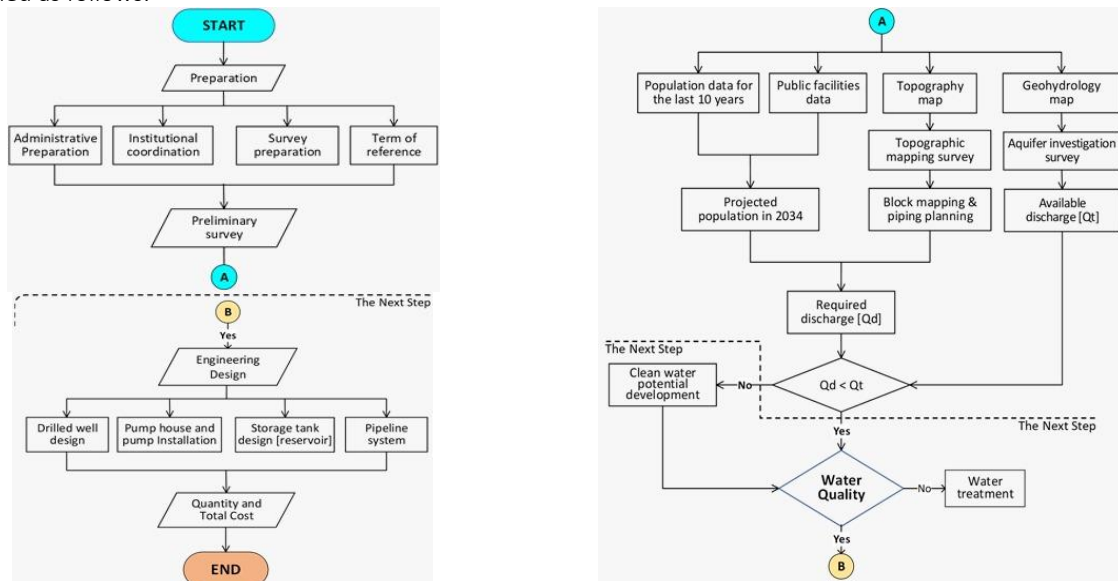 START
Preparation
Administrative
Preparation
Institutional
coordination
Survey
preparation
Term of
reference
Preliminary
survey
A
The Next Step
B
Yes
Engineering
Design
Drilled well
design
Pump house and
pump Installation
Storage tank
design [reservoir]
Pipeline
system
Quantity and
Total Cost
END
A
Population data for
the last 10 years
Public facilities
data
Topography
map
Geohydrology
map
Topographic
mapping survey
Aquifer investigation
survey
Projected
population in 2034
Block mapping &
piping planning
Available
discharge [Qt]
Required
discharge [Qd]
The Next Step
Clean water
potential
development
No
Qd < Qt
The Next Step
Yes
Water
Quality
No
Water
treatment
Yes
B